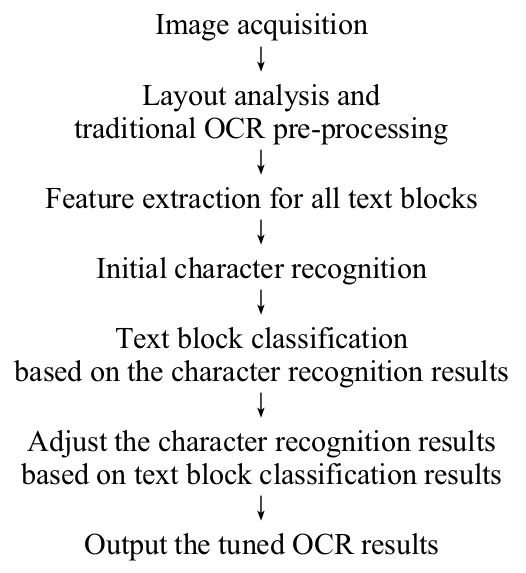 Image acquisition
Layout analysis and
traditional OCR pre-processing
Feature extraction for all text blocks
Initial character recognition
Text block classification
based on the character recognition results
Adjust the character recognition results
based on text block classification results
Output the tuned OCR results